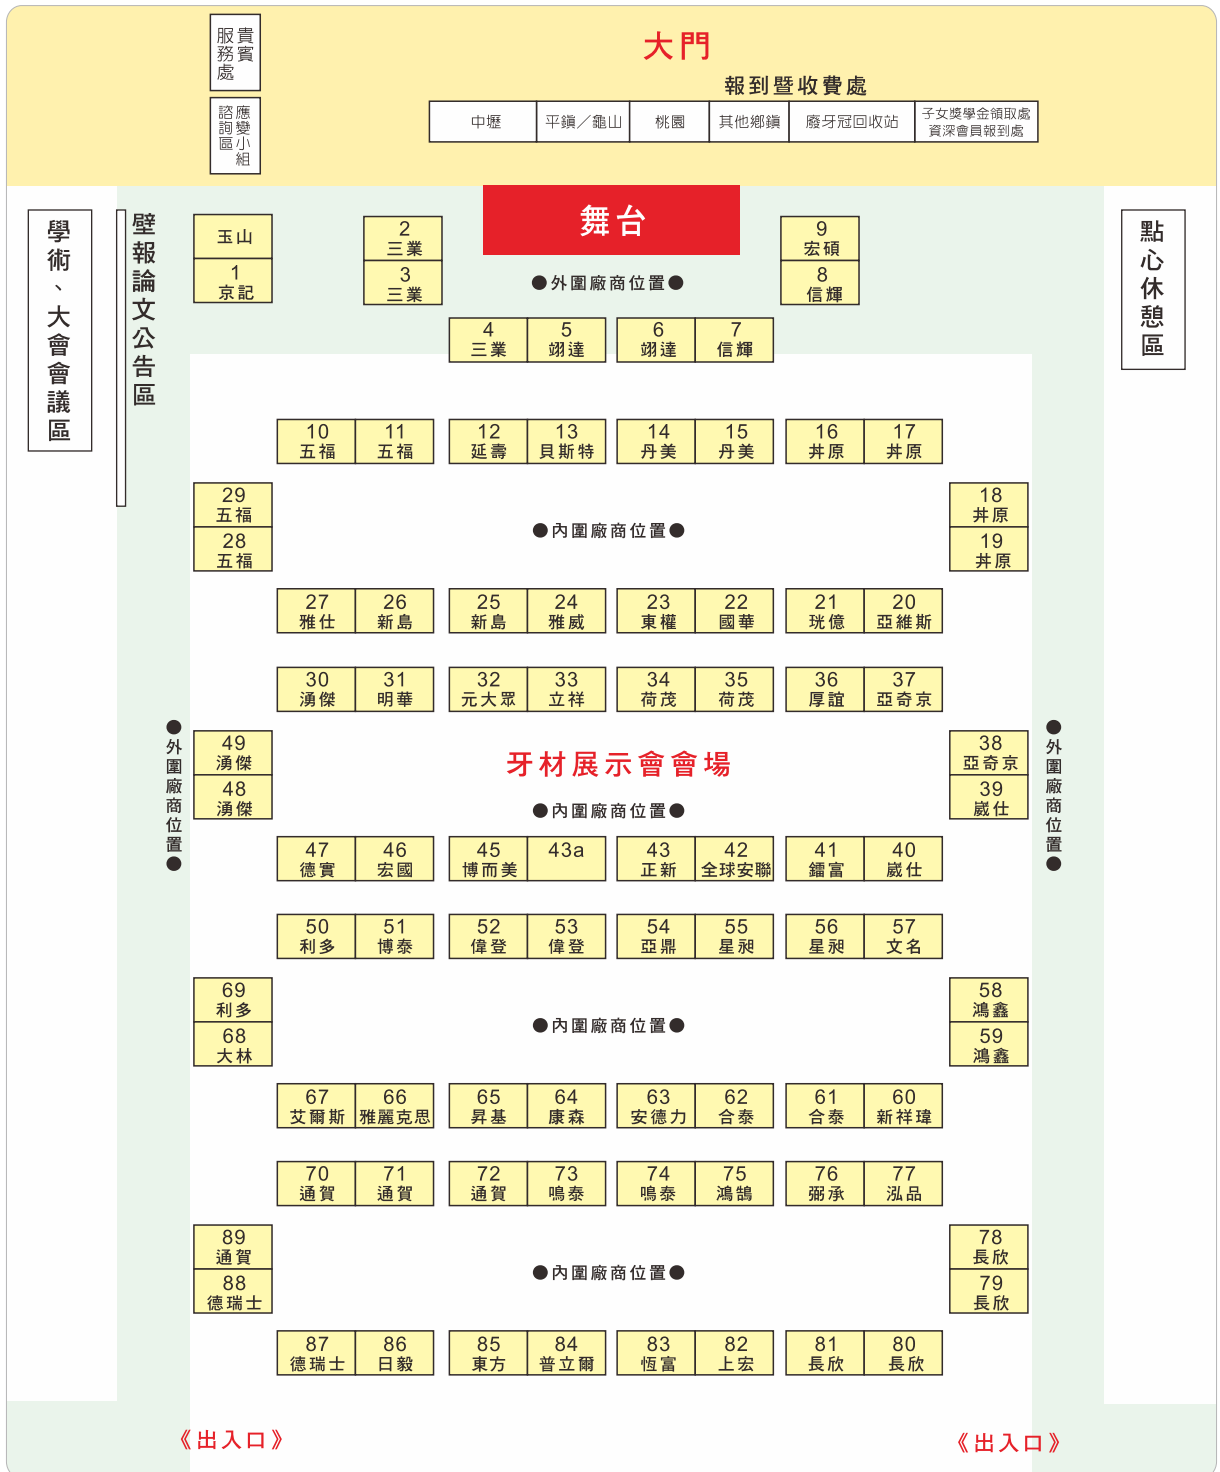 貴賓
服務處
應變小組
諮詢區
大門
報到暨收費處
中壢
平鎮／龜山
桃園
其他鄉鎮
廢牙冠回收站
子女獎學金領取處
資深會員報到處
學術、大會會議區
壁報論文公告區
點心休憩區
舞台
玉山
1
京記
2
三業
3
三業
9
宏碩
8
信輝
●外圍廠商位置●
4
三業
5
翊達
6
翊達
7
信輝
10
五福
11
五福
12
延壽
13
貝斯特
14
丹美
15
丹美
16
丼原
17
丼原
29
五福
28
五福
●內圍廠商位置●
18
丼原
19
丼原
27
雅仕
26
新島
25
新島
24
雅威
23
東權
22
國華
21
珖億
20
亞維斯
30
湧傑
31
明華
32
元大眾
33
立祥
34
荷茂
35
荷茂
36
厚誼
37
亞奇京
●外圍廠商位置●
49
湧傑
48
湧傑
牙材展示會會場
●內圍廠商位置●
38
亞奇京
39
崴仕
●外圍廠商位置●
47
德實
46
宏國
45
博而美
43a
43
正新
42
全球安聯
41
鐳富
40
崴仕
50
利多
51
博泰
52
偉登
53
偉登
54
亞鼎
55
星昶
56
星昶
57
文名
69
利多
68
大林
●內圍廠商位置●
58
鴻鑫
59
鴻鑫
67
艾爾斯
66
雅麗克思
65
昇基
64
康森
63
安德力
62
合泰
61
合泰
60
新祥瑋
70
通賀
71
通賀
72
通賀
73
鳴泰
74
鳴泰
75
鴻鵠
76
弼承
77
泓品
89
通賀
88
德瑞士
●內圍廠商位置●
78
長欣
79
長欣
87
德瑞士
86
日毅
85
東方
84
普立爾
83
恆富
82
上宏
81
長欣
80
長欣
《出入口》
《出入口》